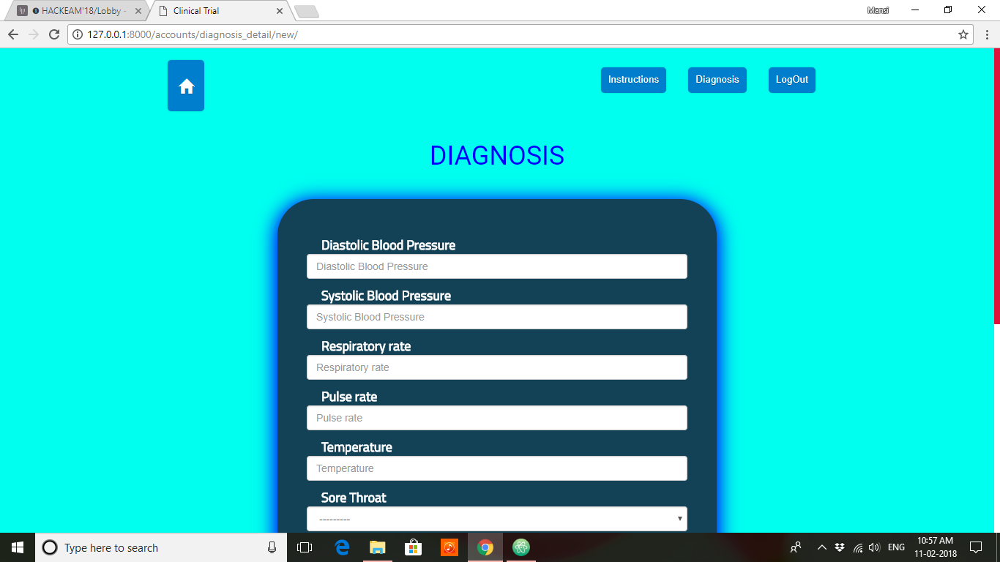 HACKEAM'18/Lobby -
Clinical Trial
Mansi
127.0.0.1:8000/accounts/diagnosis_detail/new/
Instructions
Diagnosis
LogOut
DIAGNOSIS
Diastolic Blood Pressure
Diastolic Blood Pressure
Systolic Blood Pressure
Systolic Blood Pressure
Respiratory rate
Respiratory rate
Pulse rate
Pulse rate
Temperature
Temperature
Sore Throat
---------
Type here to search
ENG
10:57 AM
11-02-2018